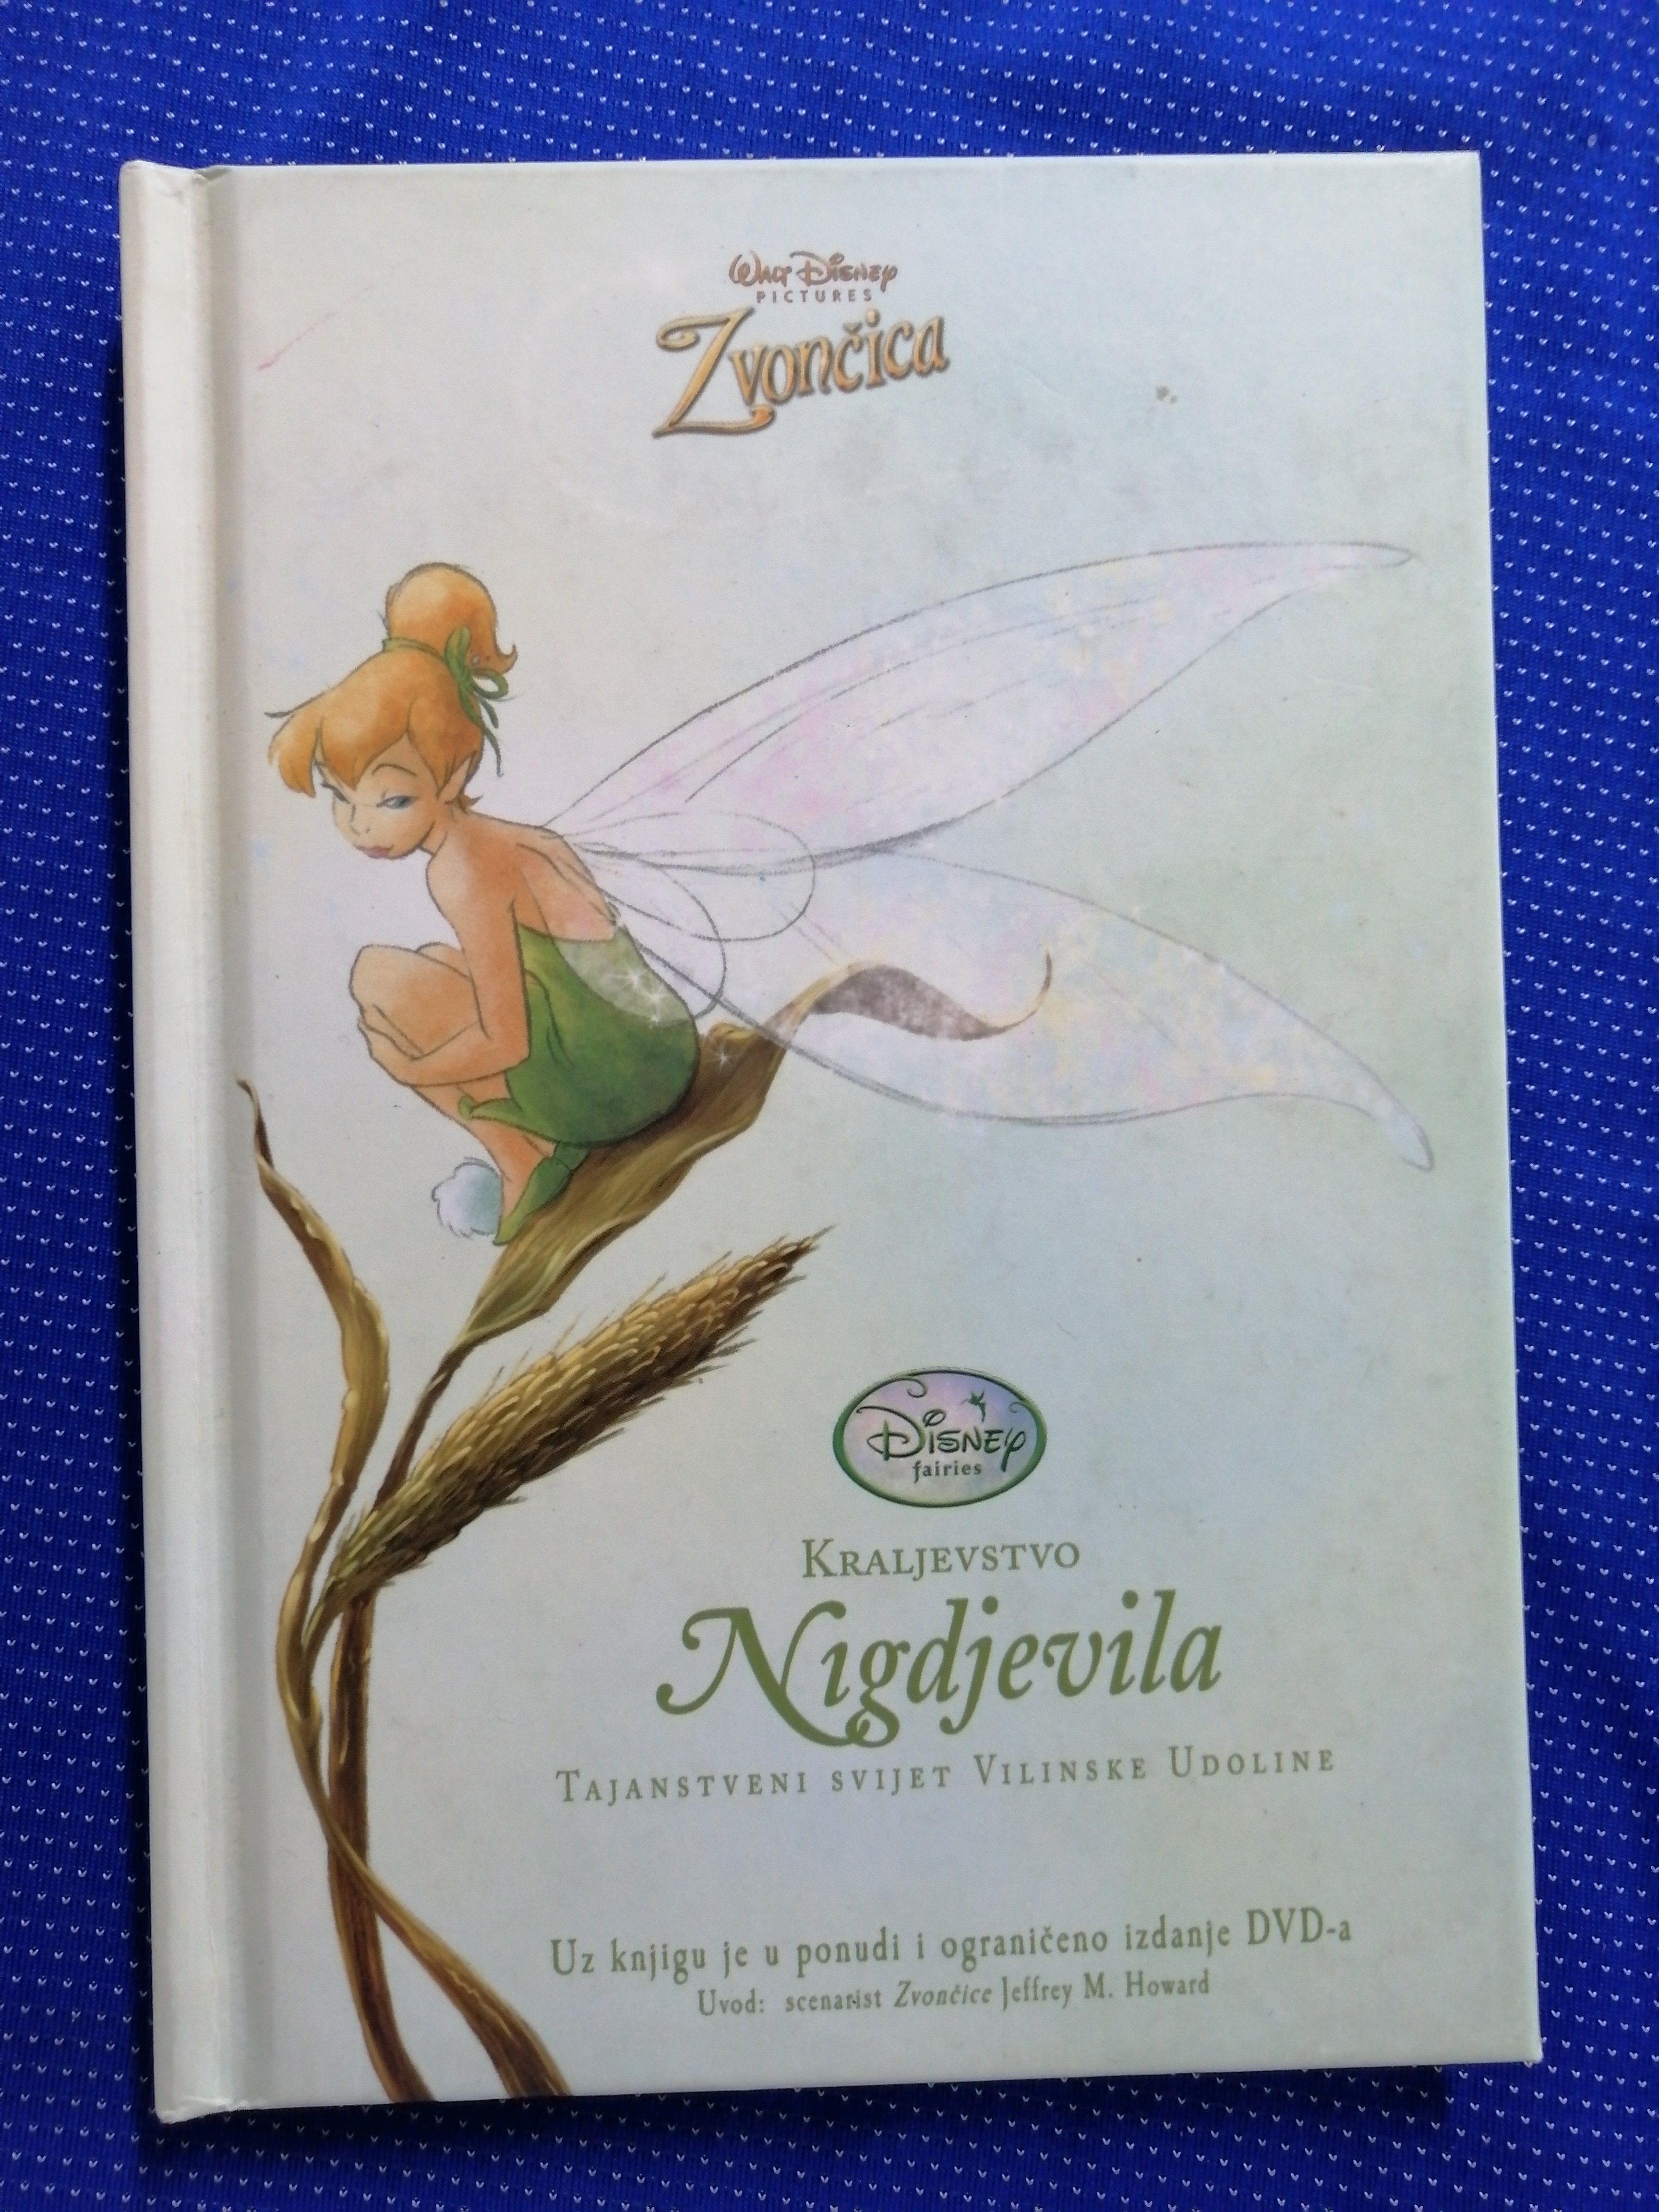 Walt Disney
PICTURES
Zvončica
Disney
fairies
KRALJEVSTVO
Nigdjevila
TAJANSTVENI SVIJET VILINSKE UDOLINE
Uz knjigu je u ponudi i ograničeno izdanje DVD-a
Uvod: scenarist Zvončice Jeffrey M. Howard